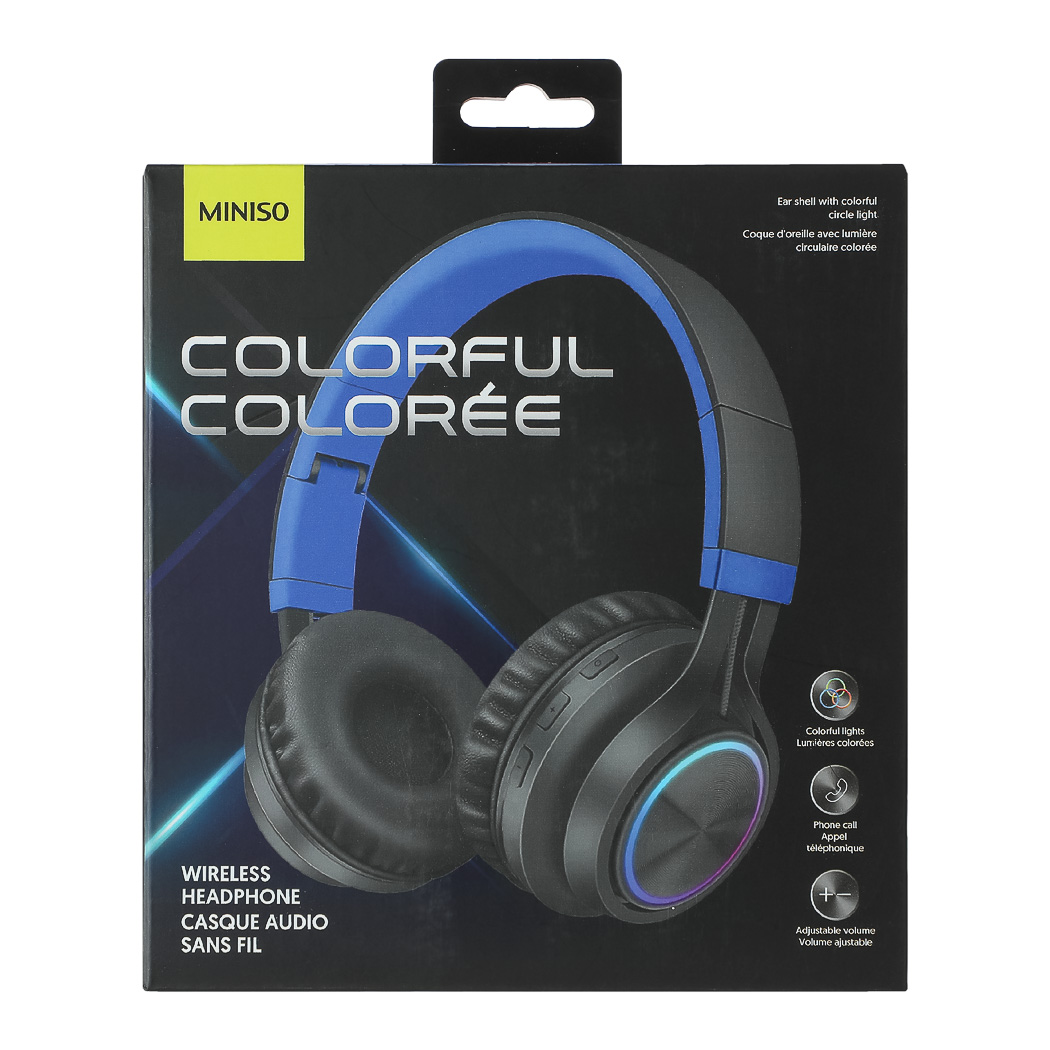 MINISO
Ear shell with colorful
circle light
Coque d'oreille avec lumière
circulaire colorée
COLORFUL
COLORÉE
Colorful lights
Lumières colorées
Phone call
Appel
téléphonique
Adjustable volume
Volume ajustable
WIRELESS
HEADPHONE
CASQUE AUDIO
SANS FIL